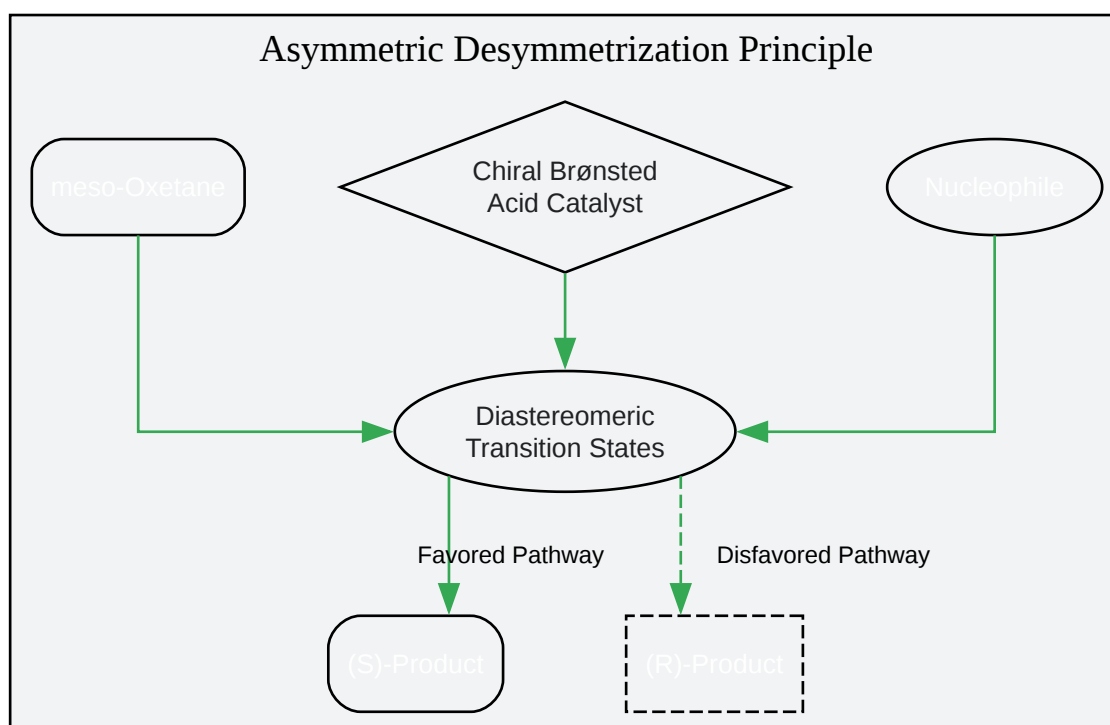 Asymmetric Desymmetrization Principle
meso-Oxetane
Chiral Brønsted
Acid Catalyst
Nucleophile
Diastereomeric
Transition States
Favored Pathway
Disfavored Pathway
(S)-Product
(R)-Product